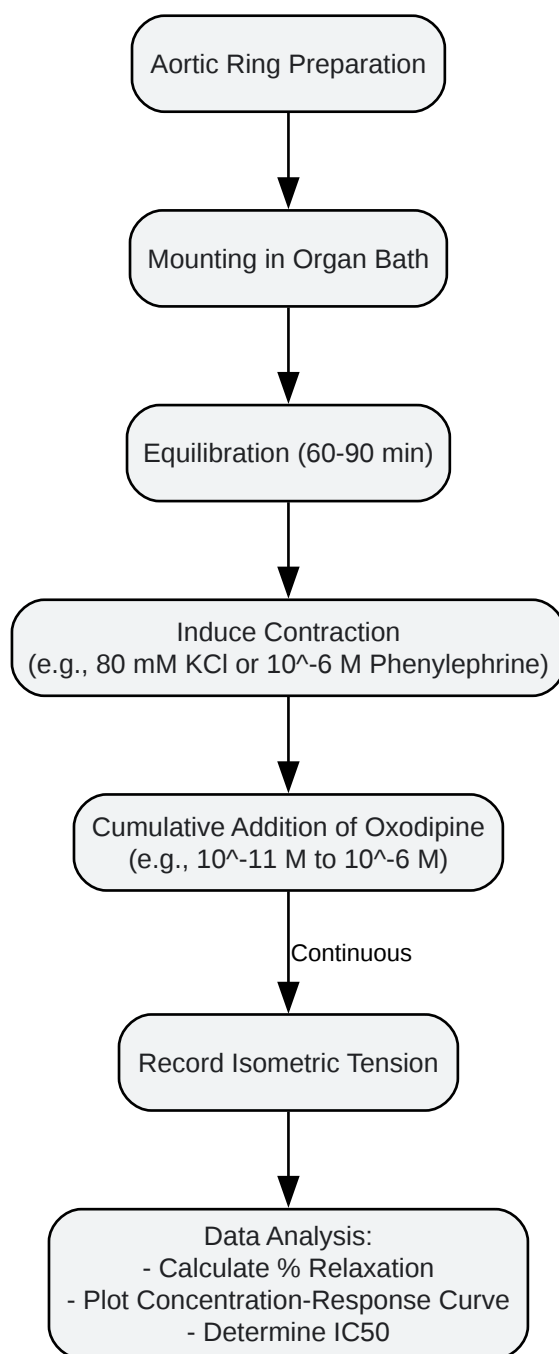 Aortic Ring Preparation
Mounting in Organ Bath
Equilibration (60-90 min)
Induce Contraction
(e.g., 80 mM KCl or 10^-6 M Phenylephrine)
Cumulative Addition of Oxodipine
(e.g., 10^-11 M to 10^-6 M)
Continuous
Record Isometric Tension
Data Analysis:
- Calculate % Relaxation
- Plot Concentration-Response Curve
- Determine IC50